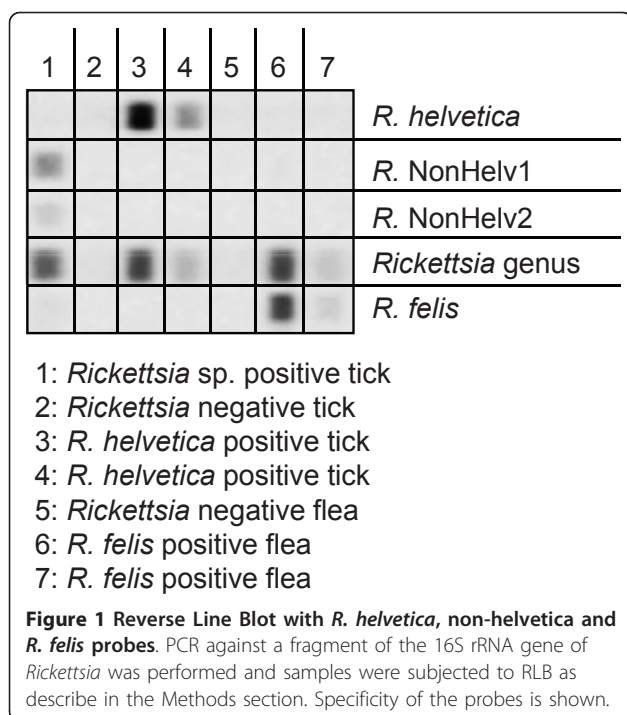 1 2 3 4 5 6 7
R. helvetica
R. NonHelv1
R. NonHelv2
Rickettsia genus
R. felis
1: Rickettsia sp. positive tick
2: Rickettsia negative tick
3: R. helvetica positive tick
4: R. helvetica positive tick
5: Rickettsia negative flea
6: R. felis positive flea
7: R. felis positive flea
Figure 1 Reverse Line Blot with R. helvetica, non-helvetica and
R. felis probes. PCR against a fragment of the 16S rRNA gene of
Rickettsia was performed and samples were subjected to RLB as
describe in the Methods section. Specificity of the probes is shown.